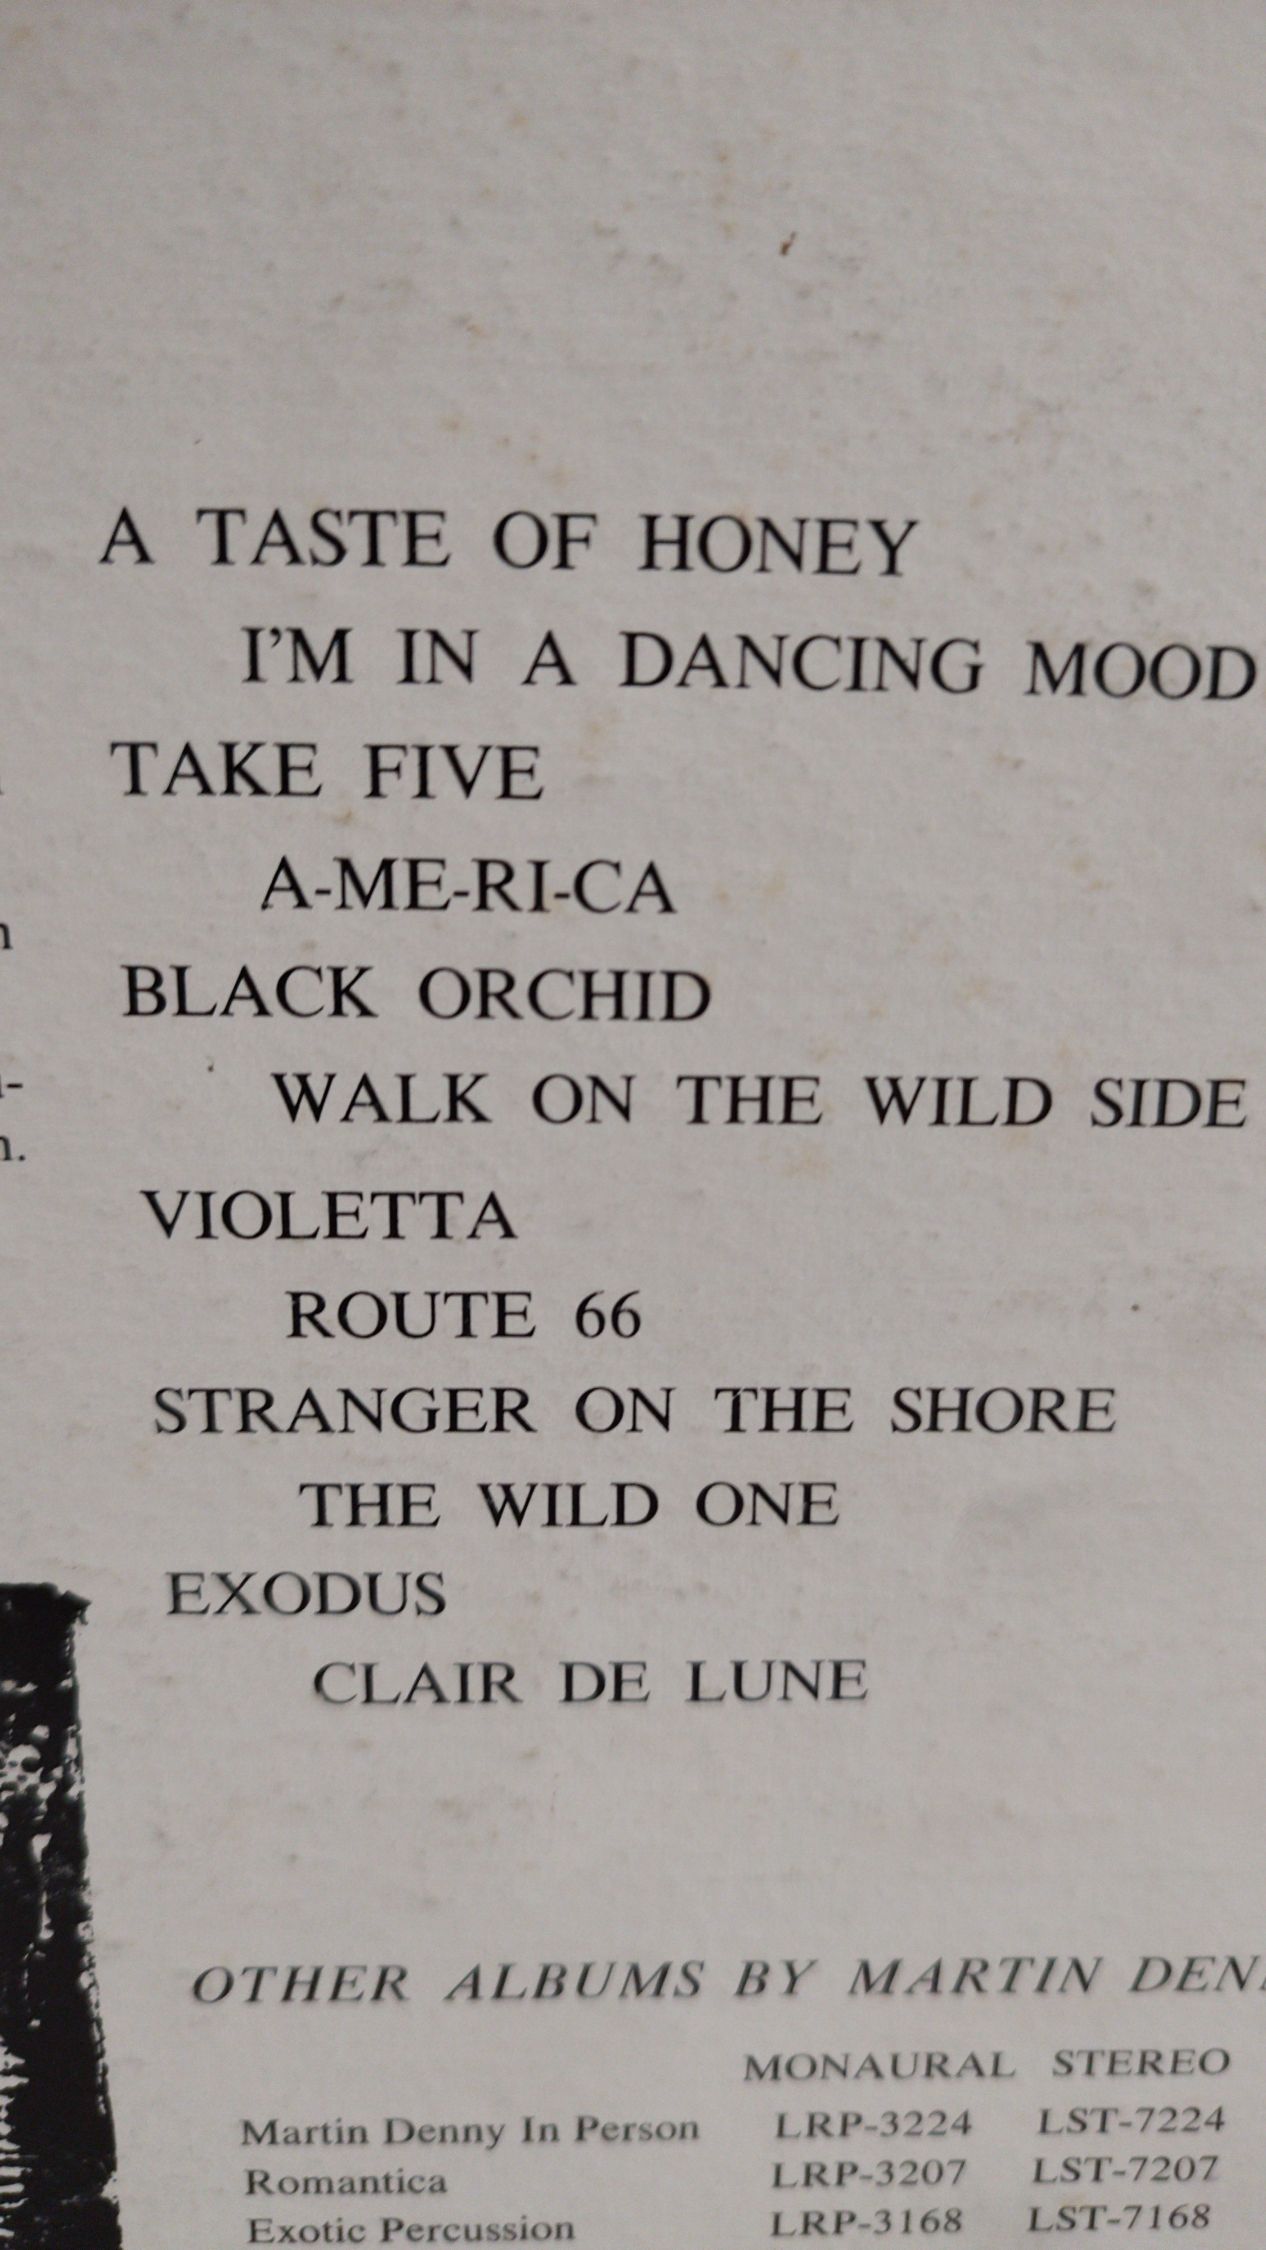 A TASTE OF HONEY
I'M IN A DANCING MOOD
TAKE FIVE
A-ME-RI-CA
BLACK ORCHID
WALK ON THE WILD SIDE
VIOLETTA
ROUTE 66
STRANGER ON THE SHORE
THE WILD ONE
EXODUS
CLAIR DE LUNE
OTHER ALBUMS BY MARTIN DEN
MONAURAL STEREO
Martin Denny In Person LRP-3224 LST-7224
Romantica LRP-3207 LST-7207
Exotic Percussion LRP-3168 LST-7168